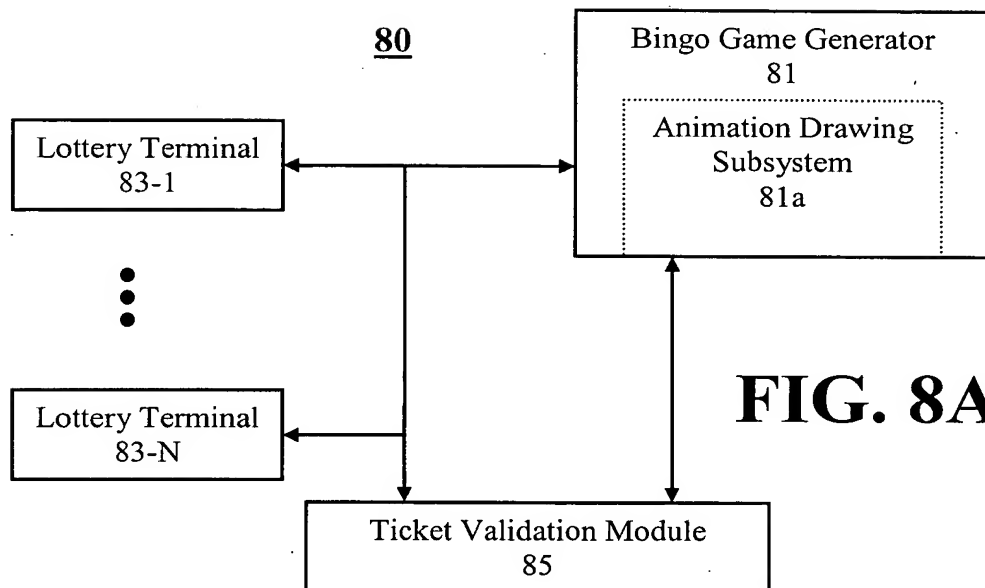 80
Bingo Game Generator
81
Animation Drawing
Subsystem
81a
Lottery Terminal
83-1
Lottery Terminal
83-N
FIG. 8A
Ticket Validation Module
85